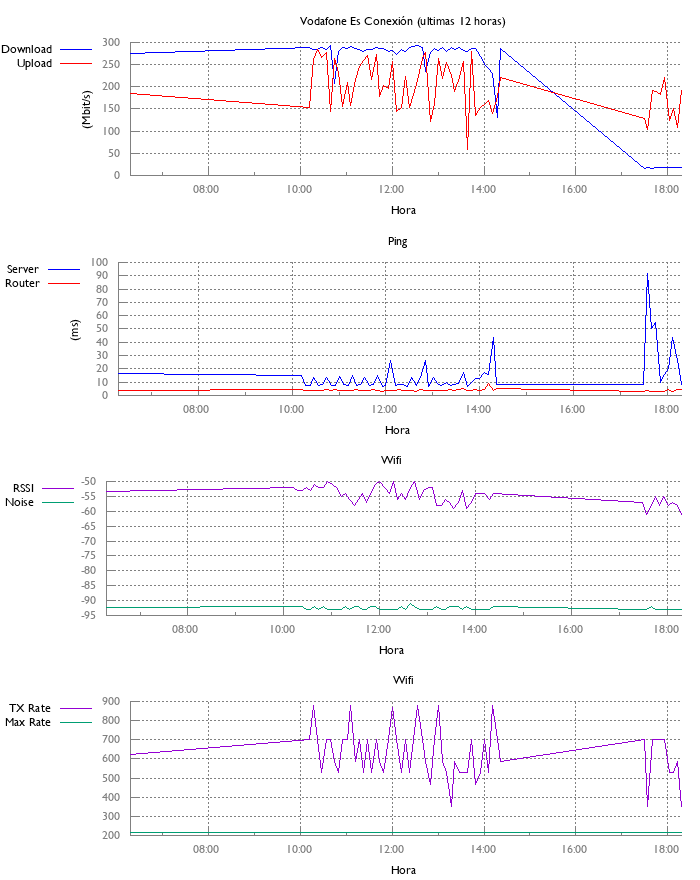 Vodafone Es Conexión (ultimas 12 horas)
Download
Upload
300
250
200
150
100
50
0
(Mbit/s)
08:00 10:00 12:00 14:00 16:00 18:00
Hora
Ping
Server
Router
100
90
80
70
60
50
40
30
20
10
0
(ms)
08:00 10:00 12:00 14:00 16:00 18:00
Hora
Wifi
RSSI
Noise
-50
-55
-60
-65
-70
-75
-80
-85
-90
-95
08:00 10:00 12:00 14:00 16:00 18:00
Hora
Wifi
TX Rate
Max Rate
900
800
700
600
500
400
300
200
08:00 10:00 12:00 14:00 16:00 18:00
Hora